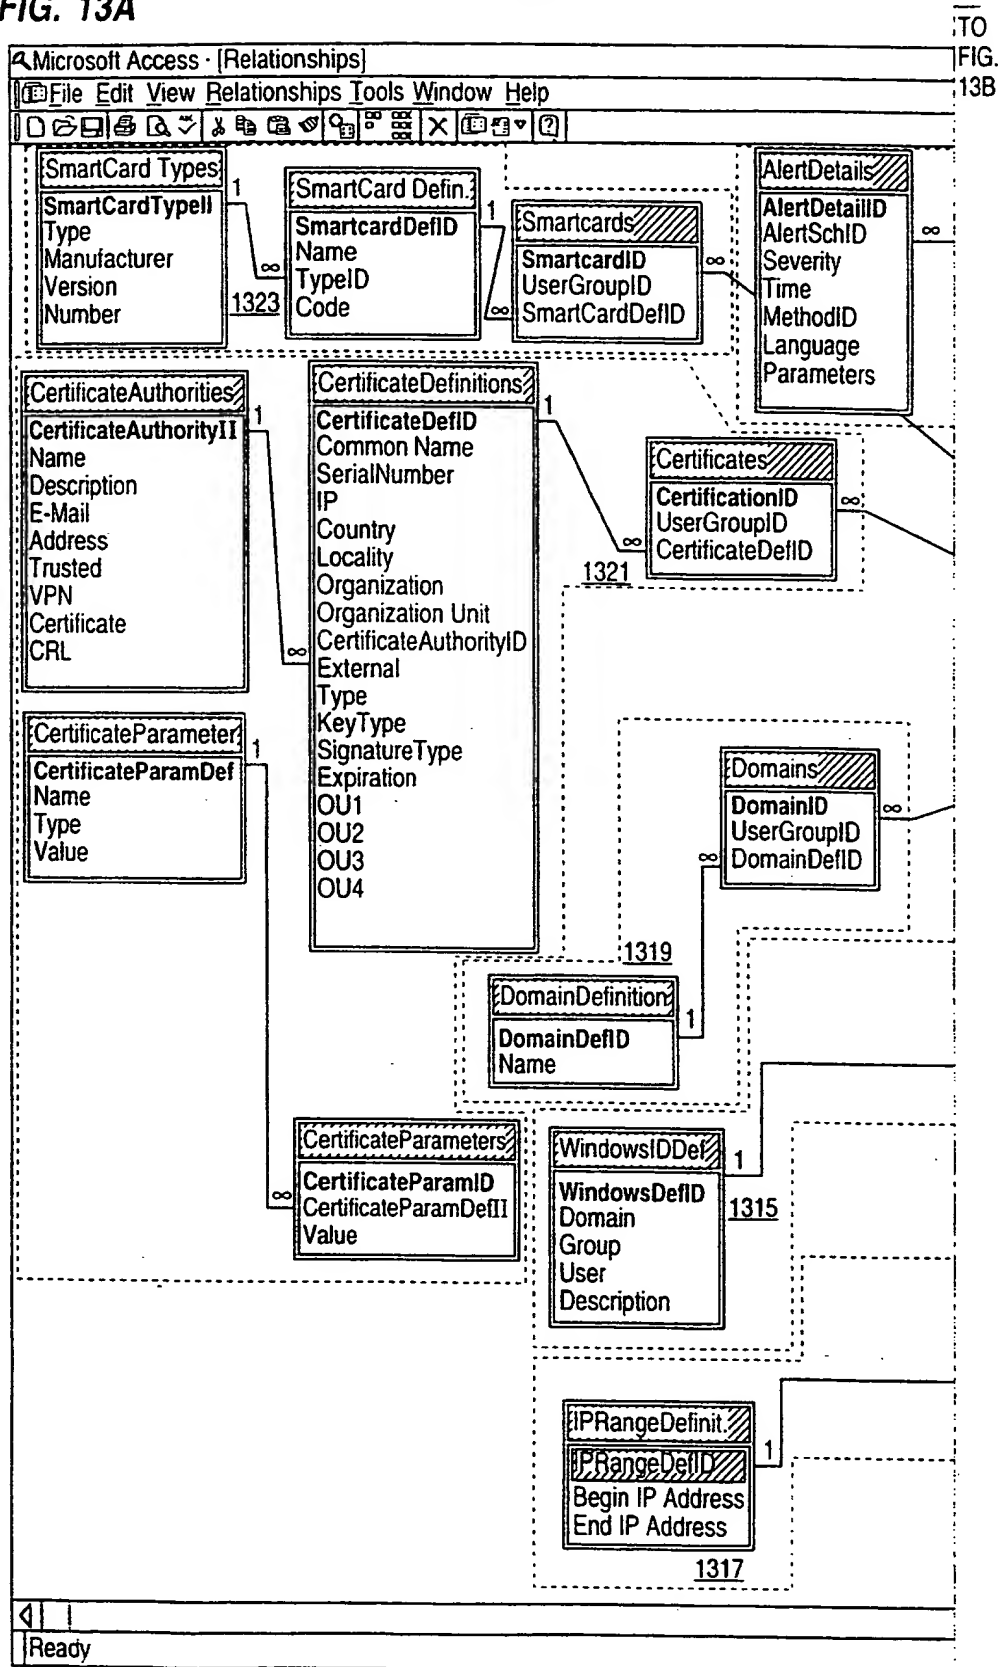 FIG. 13A
TO
FIG.
13B
Microsoft Access · [Relationships]
File Edit View Relationships Tools Window Help
SmartCard Types
SmartCardTypeII
Type
Manufacturer
Version
Number
1
∞
1323
SmartCard Defin.
SmartcardDefID
Name
TypeID
Code
1
∞
Smartcards
SmartcardID
UserGroupID
SmartCardDefID
∞
AlertDetails
AlertDetailID
AlertSchID
Severity
Time
MethodID
Language
Parameters
∞
CertificateAuthorities
CertificateAuthorityII
Name
Description
E-Mail
Address
Trusted
VPN
Certificate
CRL
1
∞
CertificateDefinitions
CertificateDefID
Common Name
SerialNumber
IP
Country
Locality
Organization
Organization Unit
CertificateAuthorityID
External
Type
KeyType
SignatureType
Expiration
OU1
OU2
OU3
OU4
1
∞
1321
Certificates
CertificationID
UserGroupID
CertificateDefID
∞
CertificateParameter
CertificateParamDef
Name
Type
Value
1
∞
Domains
DomainID
UserGroupID
DomainDefID
∞
∞
1319
DomainDefinition
DomainDefID
Name
1
CertificateParameters
CertificateParamID
CertificateParamDefII
Value
WindowsIDDef
WindowsDefID
Domain
Group
User
Description
1
1315
IPRangeDefinit.
IPRangeDefID
Begin IP Address
End IP Address
1
1317
Ready